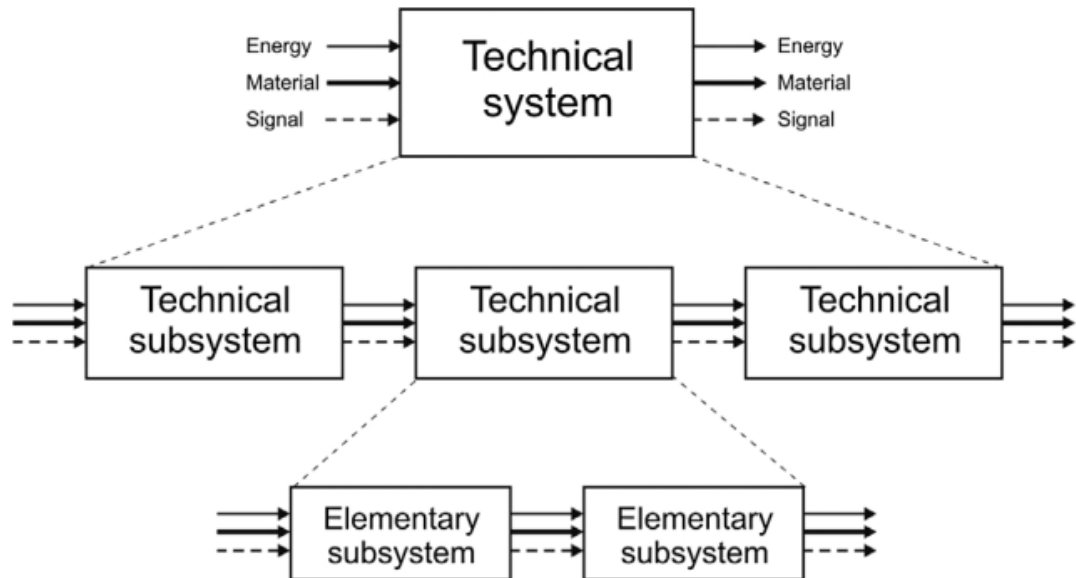 Energy
Technical
Energy
Material
system
Material
Signal
Signal
Technical
subsystem
Technical
subsystem
Technical
subsystem
Elementary
subsystem
Elementary
subsystem